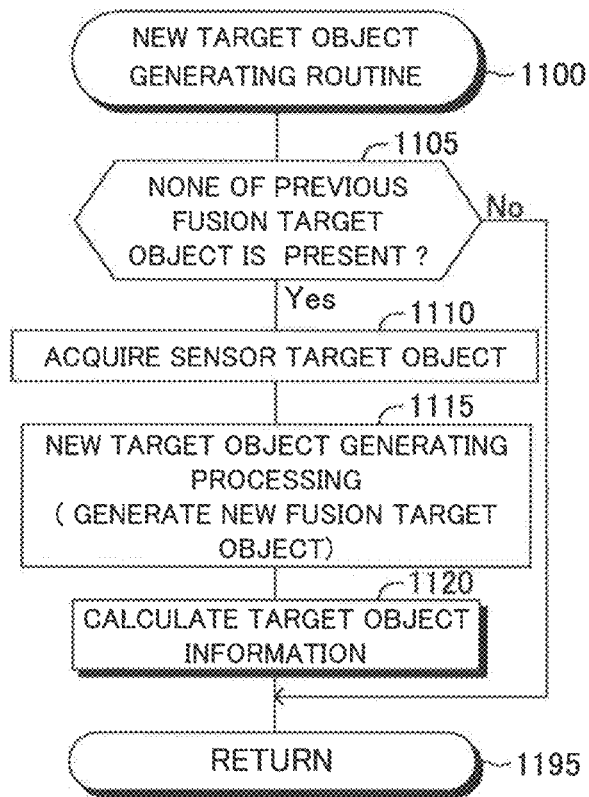 NEW TARGET OBJECT
GENERATING ROUTINE
1100
1105
NONE OF PREVIOUS
FUSION TARGET
OBJECT IS PRESENT ?
No
Yes
1110
ACQUIRE SENSOR TARGET OBJECT
1115
NEW TARGET OBJECT GENERATING
PROCESSING
( GENERATE NEW FUSION TARGET
OBJECT)
1120
CALCULATE TARGET OBJECT
INFORMATION
RETURN
1195